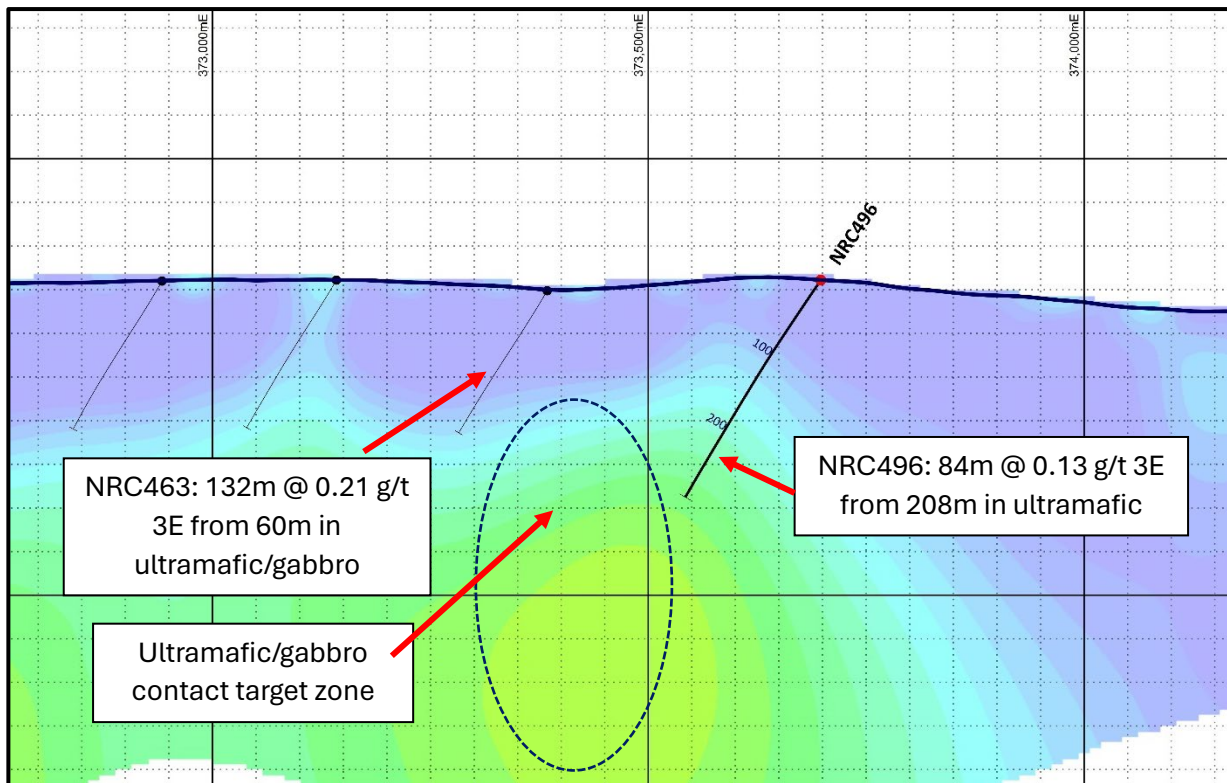 373,000mE
373,500mE
374,000mE
NRC496
100
200
NRC463: 132m @ 0.21 g/t
3E from 60m in
ultramafic/gabbro
NRC496: 84m @ 0.13 g/t 3E
from 208m in ultramafic
Ultramafic/gabbro
contact target zone